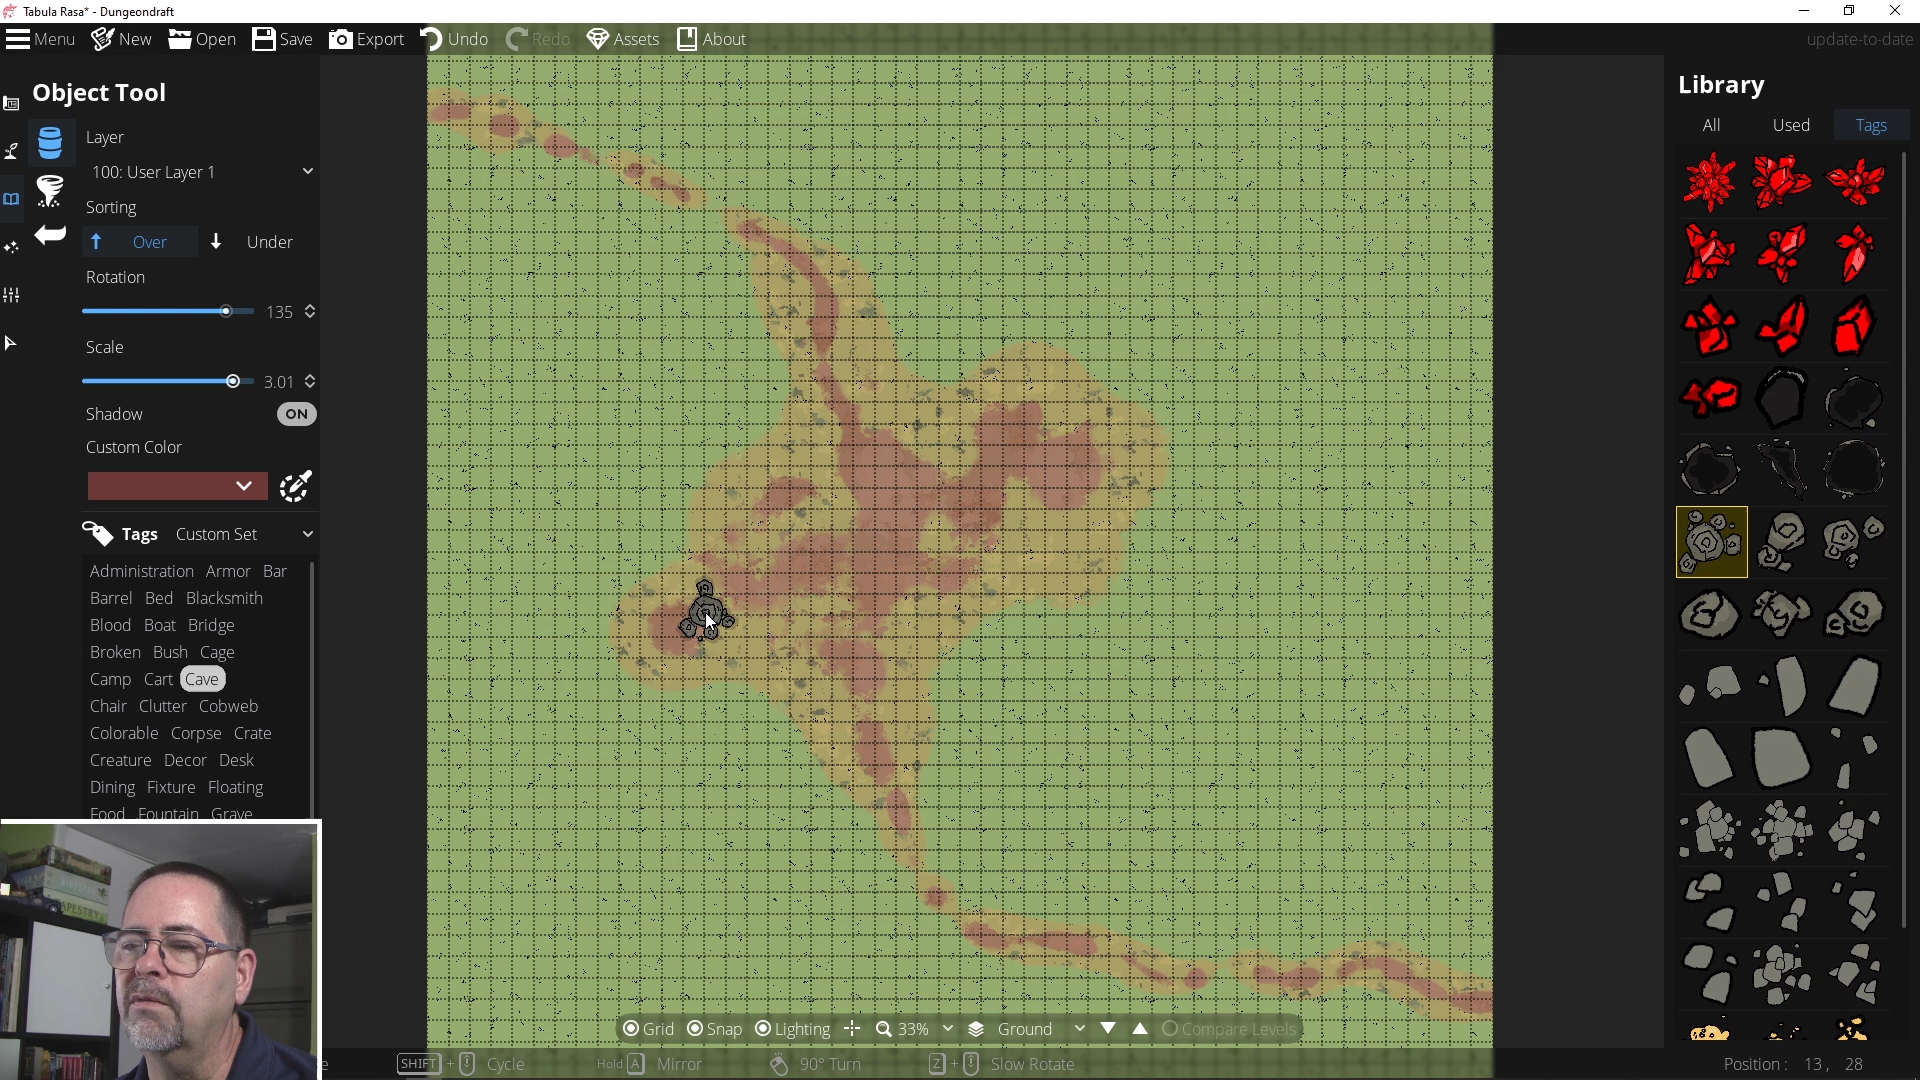 Tabula Rasa* - Dungeondraft
Menu New Open Save Export Undo Redo Assets About update-to-date
Object Tool
Layer
100: User Layer 1
Sorting
Over Under
Rotation
135
Scale
3.01
Shadow ON
Custom Color
Tags Custom Set
Administration Armor Bar
Barrel Bed Blacksmith
Blood Boat Bridge
Broken Bush Cage
Camp Cart Cave
Chair Clutter Cobweb
Colorable Corpse Crate
Creature Decor Desk
Dining Fixture Floating
Food Fountain Grave
TAPESTRY
Library
All Used Tags
Grid Snap Lighting 33% Ground Compare Levels
SHIFT + Cycle Hold A Mirror 90° Turn Z + Slow Rotate Position : 13, 28